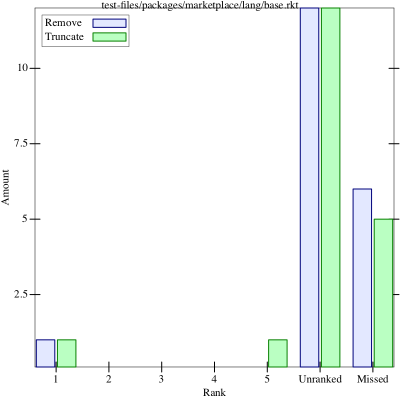 test-files/packages/marketplace/lang/base.rkt
Remove
Truncate
10
7.5
5
2.5
Amount
1 2 3 4 5 Unranked Missed
Rank